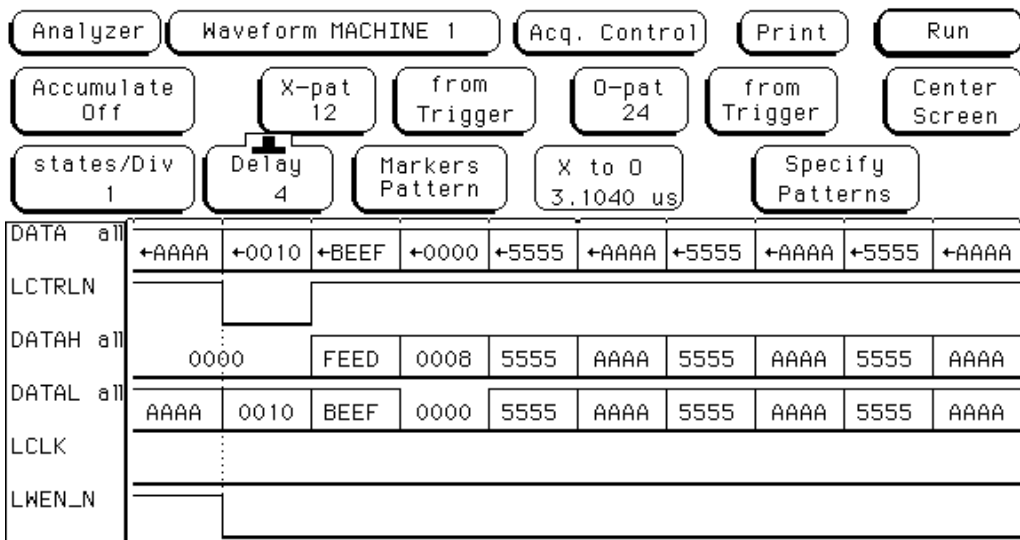 Analyzer Waveform MACHINE 1 Acq. Control Print Run
Accumulate Off X-pat 12 from Trigger O-pat 24 from Trigger Center Screen
states/Div 1 Delay 4 Markers Pattern X to O 3.1040 us Specify Patterns
DATA all ←AAAA ←0010 ←BEEF ←0000 ←5555 ←AAAA ←5555 ←AAAA ←5555 ←AAAA
LCTRLN
DATAH all 0000 FEED 0008 5555 AAAA 5555 AAAA 5555 AAAA
DATAL all AAAA 0010 BEEF 0000 5555 AAAA 5555 AAAA 5555 AAAA
LCLK
LWEN_N